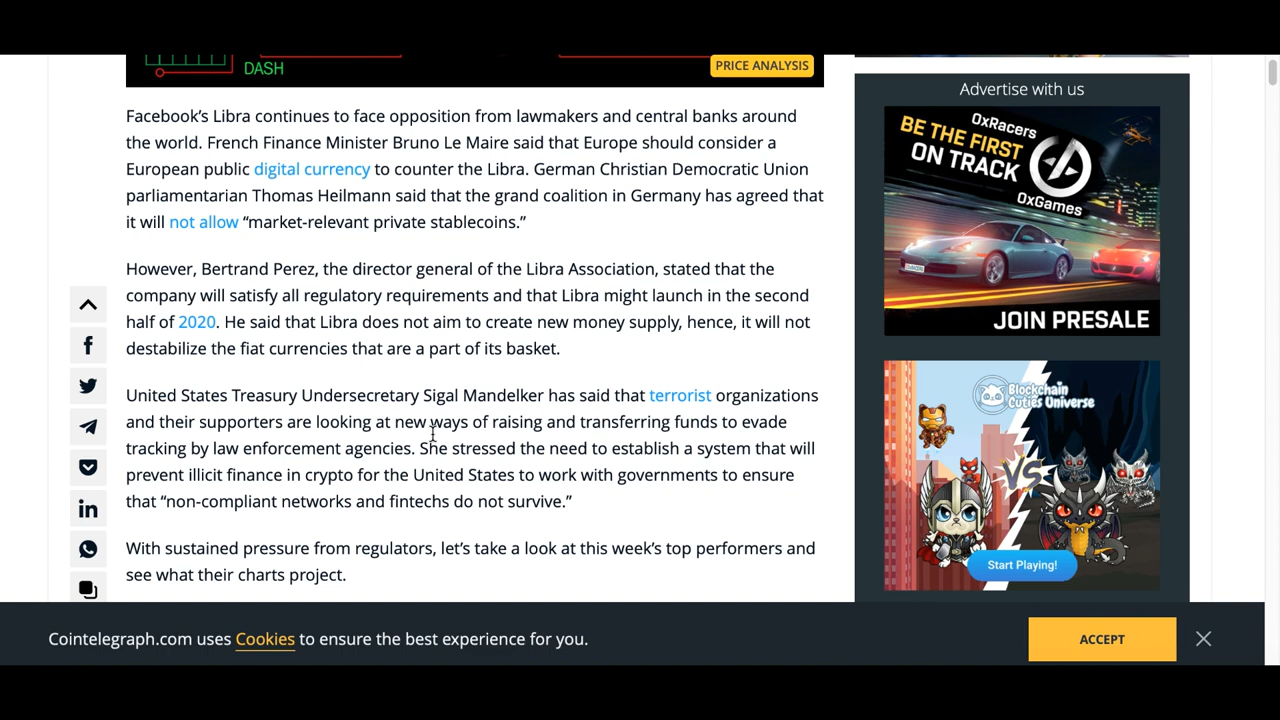 DASH
PRICE ANALYSIS
Facebook’s Libra continues to face opposition from lawmakers and central banks around
the world. French Finance Minister Bruno Le Maire said that Europe should consider a
European public digital currency to counter the Libra. German Christian Democratic Union
parliamentarian Thomas Heilmann said that the grand coalition in Germany has agreed that
it will not allow “market-relevant private stablecoins.”
However, Bertrand Perez, the director general of the Libra Association, stated that the
company will satisfy all regulatory requirements and that Libra might launch in the second
half of 2020. He said that Libra does not aim to create new money supply, hence, it will not
destabilize the fiat currencies that are a part of its basket.
United States Treasury Undersecretary Sigal Mandelker has said that terrorist organizations
and their supporters are looking at new ways of raising and transferring funds to evade
tracking by law enforcement agencies. She stressed the need to establish a system that will
prevent illicit finance in crypto for the United States to work with governments to ensure
that “non-compliant networks and fintechs do not survive.”
With sustained pressure from regulators, let’s take a look at this week’s top performers and
see what their charts project.
Advertise with us
0xRacers
BE THE FIRST
ON TRACK
0xGames
JOIN PRESALE
Blockchain
Cuties Universe
VS
Start Playing!
Cointelegraph.com uses Cookies to ensure the best experience for you.
ACCEPT